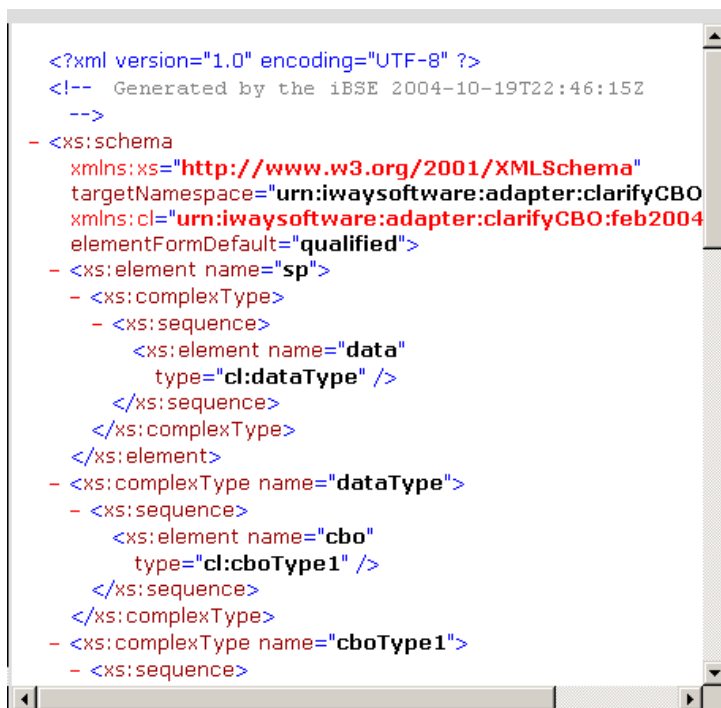 <?xml version="1.0" encoding="UTF-8" ?>
<!-- Generated by the iBSE 2004-10-19T22:46:15Z
-->
- <xs:schema
xmlns:xs="http://www.w3.org/2001/XMLSchema"
targetNamespace="urn:iwaysoftware:adapter:clarifyCBO
xmlns:cl="urn:iwaysoftware:adapter:clarifyCBO:feb2004
elementFormDefault="qualified">
- <xs:element name="sp">
- <xs:complexType>
- <xs:sequence>
<xs:element name="data"
type="cl:dataType" />
</xs:sequence>
</xs:complexType>
</xs:element>
- <xs:complexType name="dataType">
- <xs:sequence>
<xs:element name="cbo"
type="cl:cboType1" />
</xs:sequence>
</xs:complexType>
- <xs:complexType name="cboType1">
- <xs:sequence>